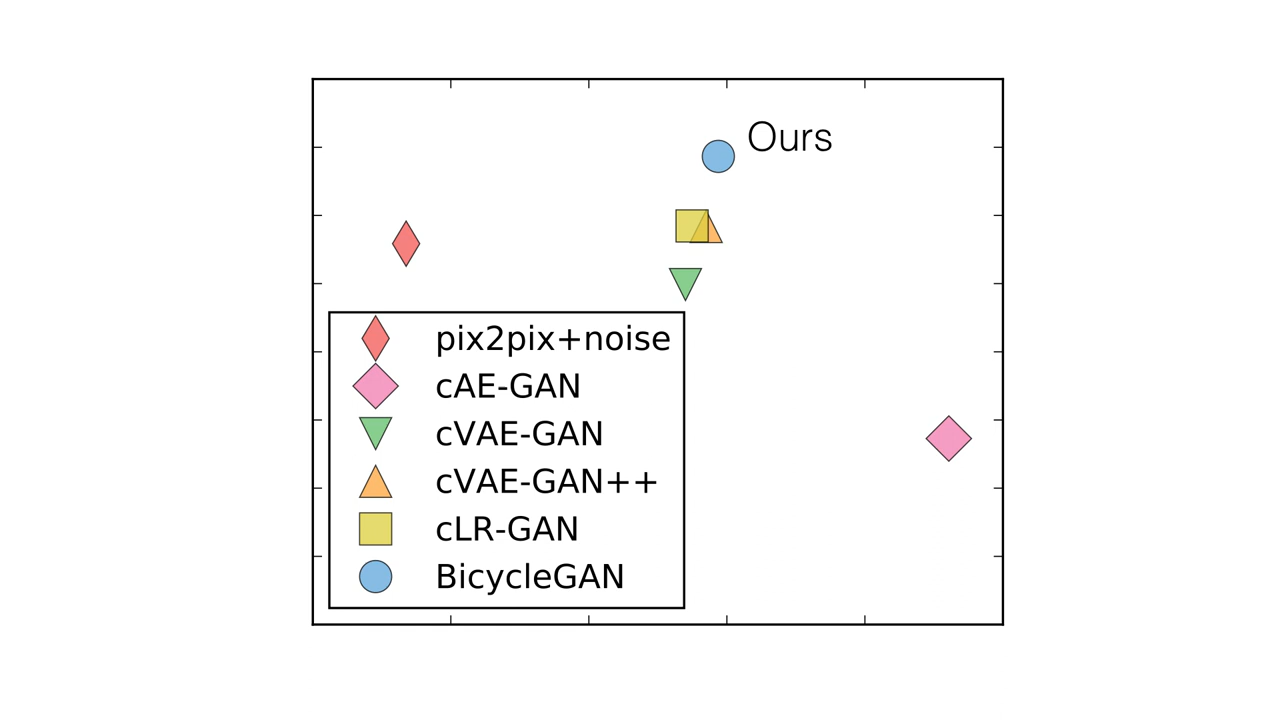 Ours
pix2pix+noise
cAE-GAN
cVAE-GAN
cVAE-GAN++
cLR-GAN
BicycleGAN